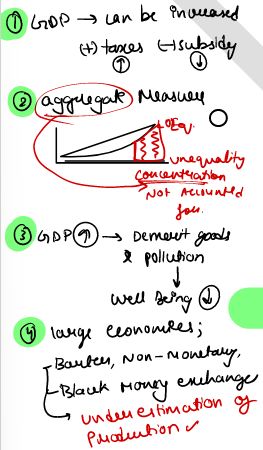 ① GDP → can be increased
(+) taxes (-) subsidy
↑ ↓
② aggregate Measure
0Eq.
unequality
concentration
Not Accounted
for.
③ GDP ↑ → Demerit goods
& pollution
↓
Well Being ↓
④ large economies;
- Barter, Non-monetary,
- Black Money exchange
→ underestimation of
Production ✓